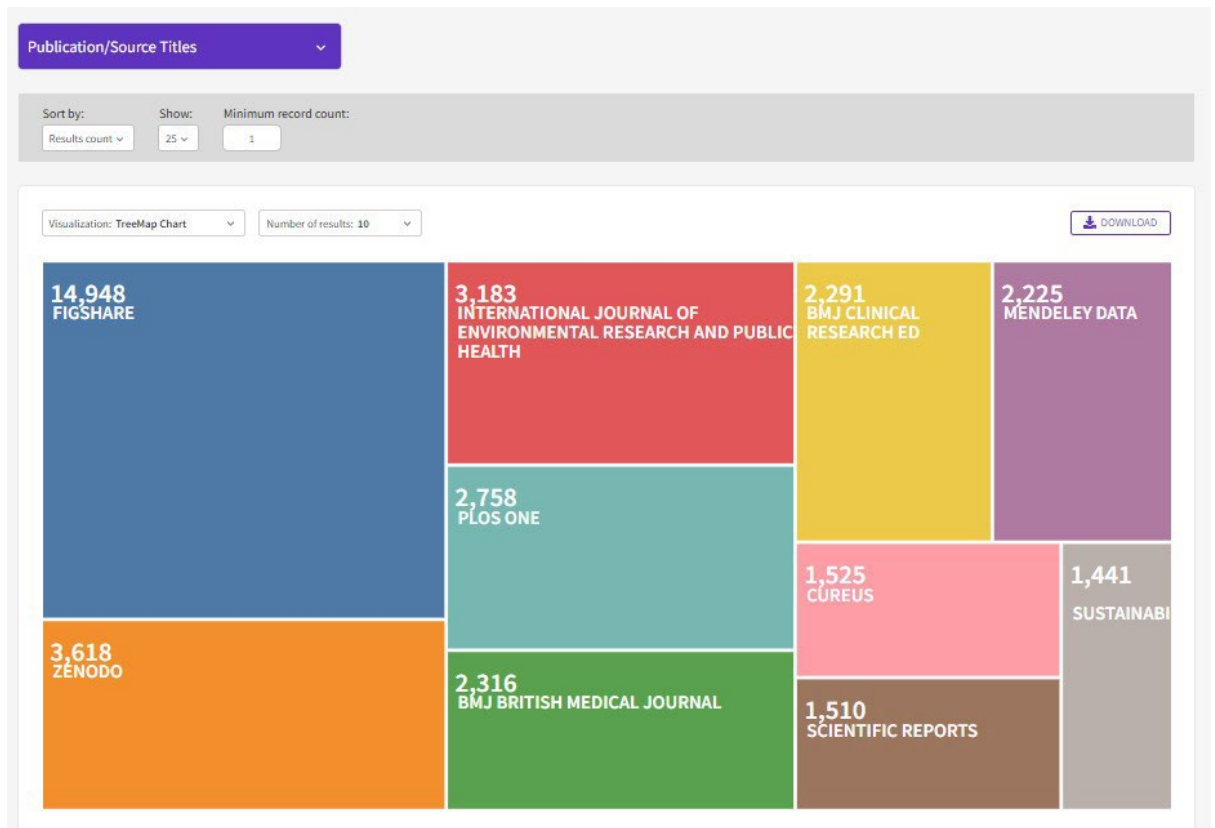 Publication/Source Titles
Sort by:
Show:
Minimum record count:
Results count
25
1
Visualization: TreeMap Chart
Number of results: 10
DOWNLOAD
14,948
FIGSHARE
3,618
ZENODO
3,183
INTERNATIONAL JOURNAL OF
ENVIRONMENTAL RESEARCH AND PUBLIC
HEALTH
2,758
PLOS ONE
2,316
BMJ BRITISH MEDICAL JOURNAL
2,291
BMJ CLINICAL
RESEARCH ED
2,225
MENDELEY DATA
1,525
CUREUS
1,510
SCIENTIFIC REPORTS
1,441
SUSTAINABI